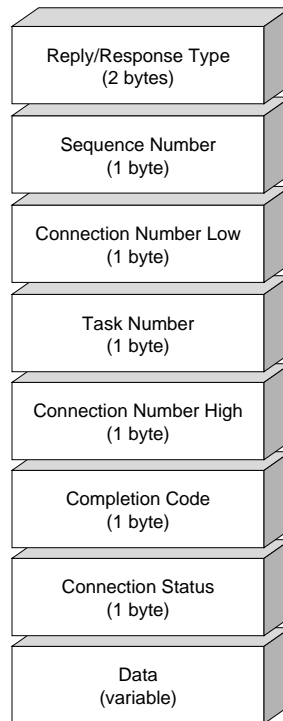 Reply/Response Type
(2 bytes)
Sequence Number
(1 byte)
Connection Number Low
(1 byte)
Task Number
(1 byte)
Connection Number High
(1 byte)
Completion Code
(1 byte)
Connection Status
(1 byte)
Data
(variable)